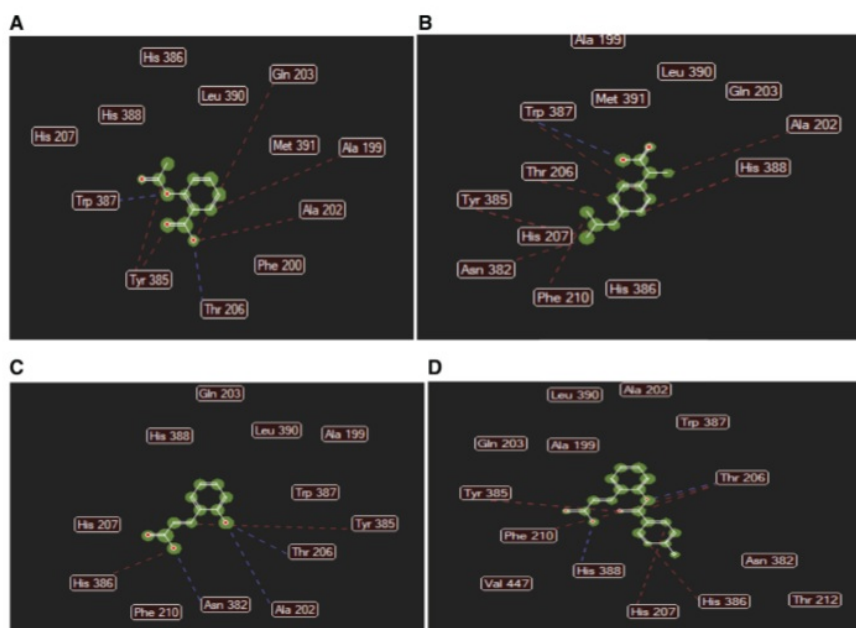 A
His 386
Gln 203
Leu 390
His 388
His 207
Met 391
Ala 199
Trp 387
Ala 202
Phe 200
Tyr 385
Thr 206
B
Ala 199
Leu 390
Met 391
Gln 203
Trp 387
Ala 202
Thr 206
His 388
Tyr 385
His 207
Asn 382
Phe 210
His 386
C
Gln 203
His 388
Leu 390
Ala 199
Trp 387
His 207
Tyr 385
Thr 206
His 386
Phe 210
Asn 382
Ala 202
D
Leu 390
Ala 202
Trp 387
Gln 203
Ala 199
Tyr 385
Thr 206
Phe 210
His 388
Asn 382
Val 447
His 207
His 386
Thr 212